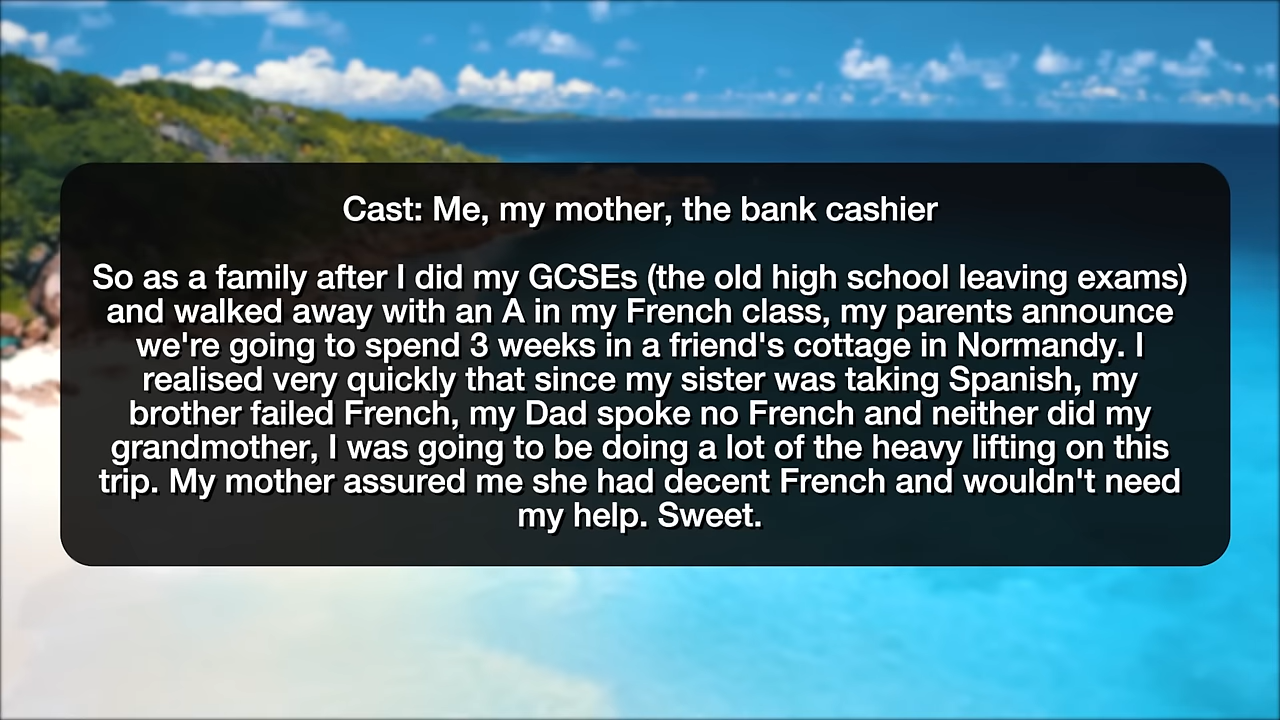 Cast: Me, my mother, the bank cashier
So as a family after I did my GCSEs (the old high school leaving exams)
and walked away with an A in my French class, my parents announce
we're going to spend 3 weeks in a friend's cottage in Normandy. I
realised very quickly that since my sister was taking Spanish, my
brother failed French, my Dad spoke no French and neither did my
grandmother, I was going to be doing a lot of the heavy lifting on this
trip. My mother assured me she had decent French and wouldn't need
my help. Sweet.